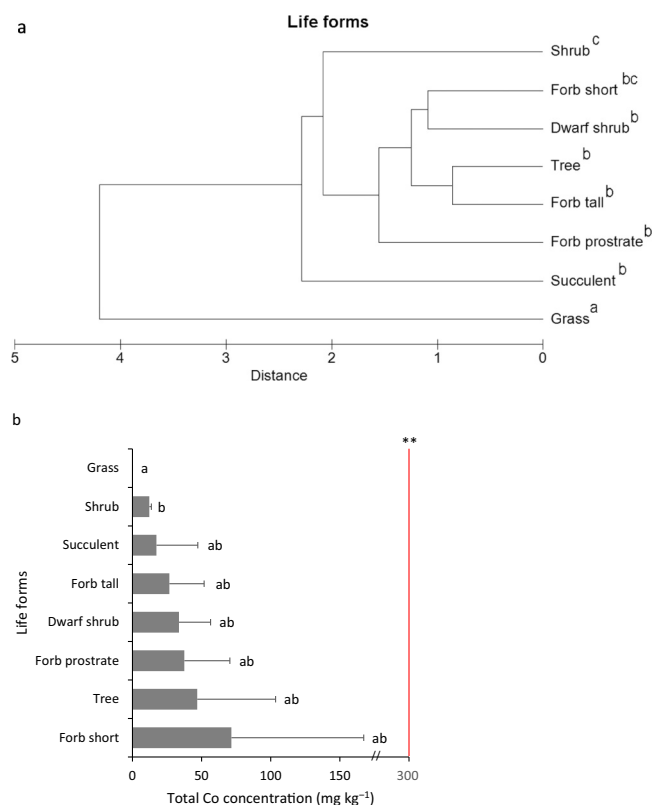 a
Life forms
Shrub c
Forb short bc
Dwarf shrub b
Tree b
Forb tall b
Forb prostrate b
Succulent b
Grass a
5 4 3 2 1 0
Distance
b
**
Grass a
Shrub b
Succulent ab
Forb tall ab
Dwarf shrub ab
Forb prostrate ab
Tree ab
Forb short ab
Life forms
0 50 100 150 300
Total Co concentration (mg kg⁻¹)